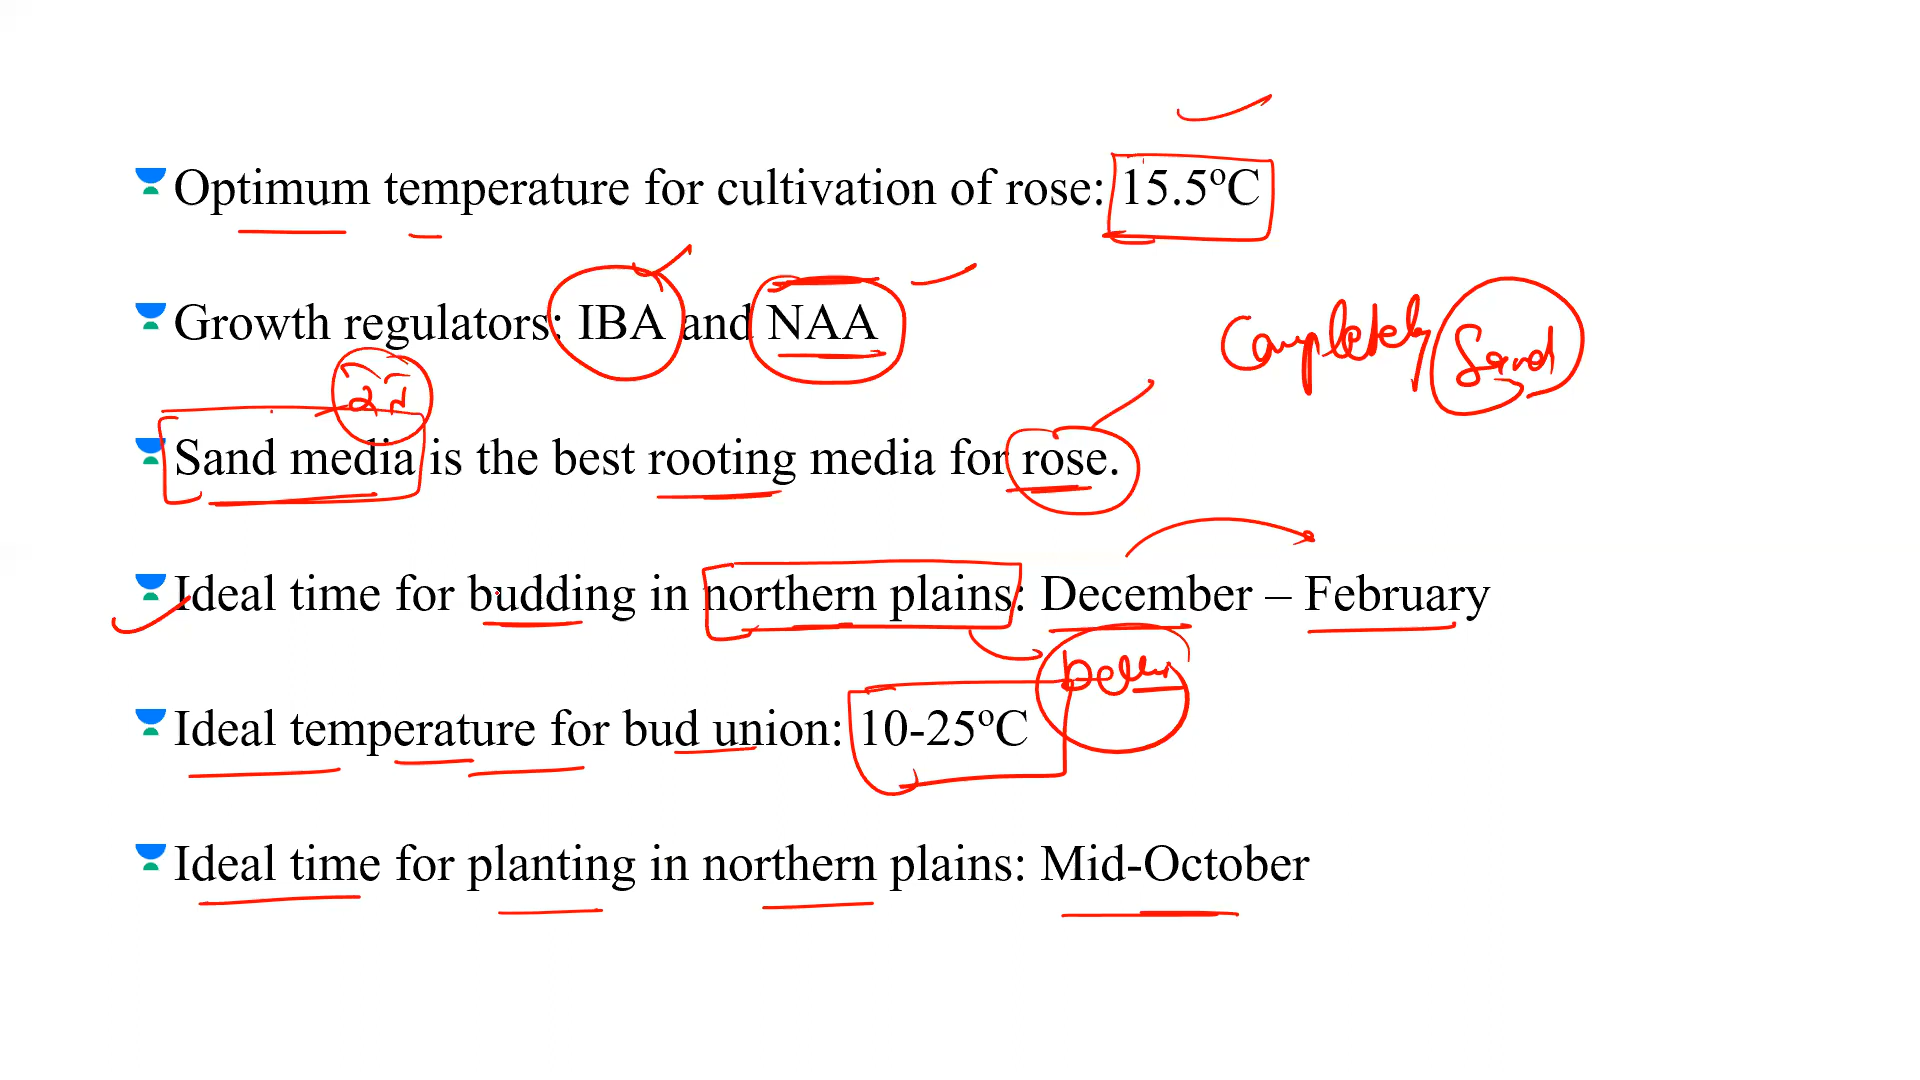 Optimum temperature for cultivation of rose: 15.5ºC
Growth regulators: IBA and NAA
Completely Sand
Sand media is the best rooting media for rose.
Ideal time for budding in northern plains: December – February
Ideal temperature for bud union: 10-25ºC
Ideal time for planting in northern plains: Mid-October